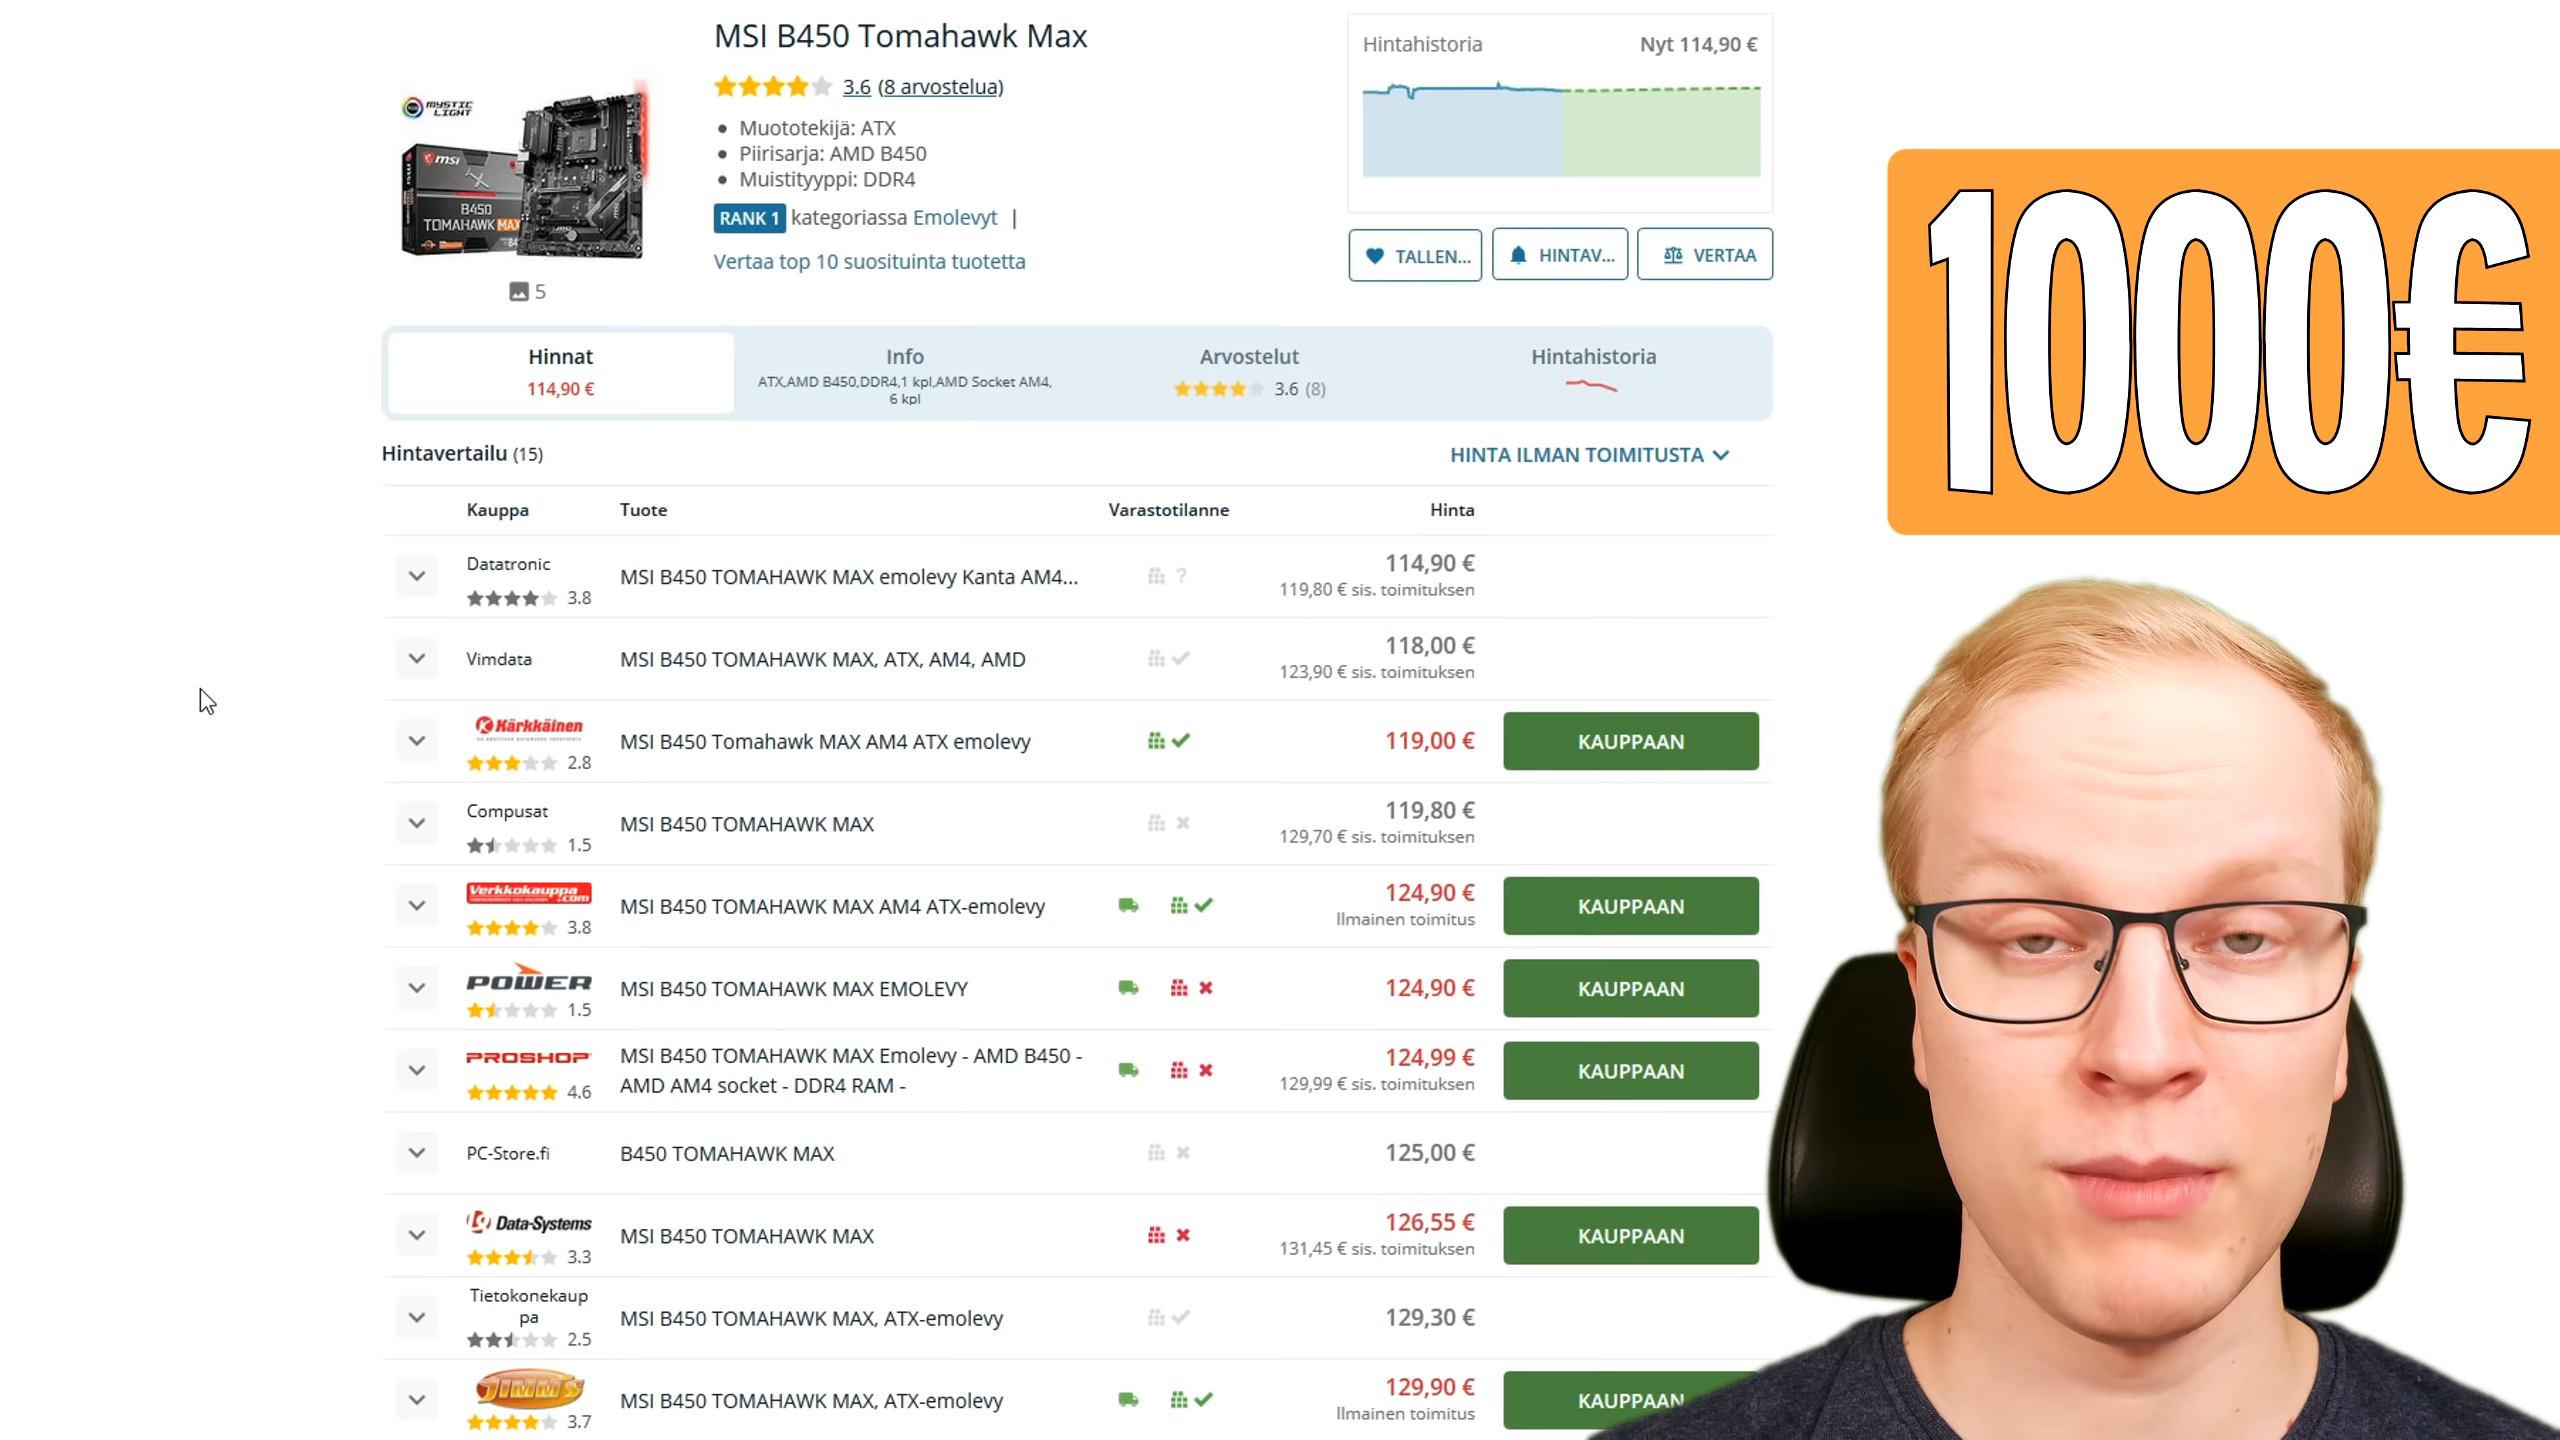 MSI B450 Tomahawk Max
3.6 (8 arvostelua)
Muototekijä: ATX
Piirisarja: AMD B450
Muistityyppi: DDR4
RANK 1 kategoriassa Emolevyt |
Vertaa top 10 suosituinta tuotetta
MYSTIC
LIGHT
msi
B450
TOMAHAWK MAX
5
Hintahistoria
Nyt 114,90 €
TALLEN...
HINTAV...
VERTAA
1000€
Hinnat
114,90 €
Info
ATX,AMD B450,DDR4,1 kpl,AMD Socket AM4,
6 kpl
Arvostelut
3.6 (8)
Hintahistoria
Hintavertailu (15)
HINTA ILMAN TOIMITUSTA
Kauppa Tuote Varastotilanne Hinta
Datatronic
3.8
MSI B450 TOMAHAWK MAX emolevy Kanta AM4...
?
114,90 €
119,80 € sis. toimituksen
Vimdata
MSI B450 TOMAHAWK MAX, ATX, AM4, AMD
118,00 €
123,90 € sis. toimituksen
Kärkkäinen
2.8
MSI B450 Tomahawk MAX AM4 ATX emolevy
119,00 €
KAUPPAAN
Compusat
1.5
MSI B450 TOMAHAWK MAX
119,80 €
129,70 € sis. toimituksen
Verkkokauppa
.com
3.8
MSI B450 TOMAHAWK MAX AM4 ATX-emolevy
124,90 €
Ilmainen toimitus
KAUPPAAN
POWER
1.5
MSI B450 TOMAHAWK MAX EMOLEVY
124,90 €
KAUPPAAN
PROSHOP
4.6
MSI B450 TOMAHAWK MAX Emolevy - AMD B450 -
AMD AM4 socket - DDR4 RAM -
124,99 €
129,99 € sis. toimituksen
KAUPPAAN
PC-Store.fi
B450 TOMAHAWK MAX
125,00 €
Data-Systems
3.3
MSI B450 TOMAHAWK MAX
126,55 €
131,45 € sis. toimituksen
KAUPPAAN
Tietokonekaup
pa
2.5
MSI B450 TOMAHAWK MAX, ATX-emolevy
129,30 €
JIMM'S
3.7
MSI B450 TOMAHAWK MAX, ATX-emolevy
129,90 €
Ilmainen toimitus
KAUPPAAN